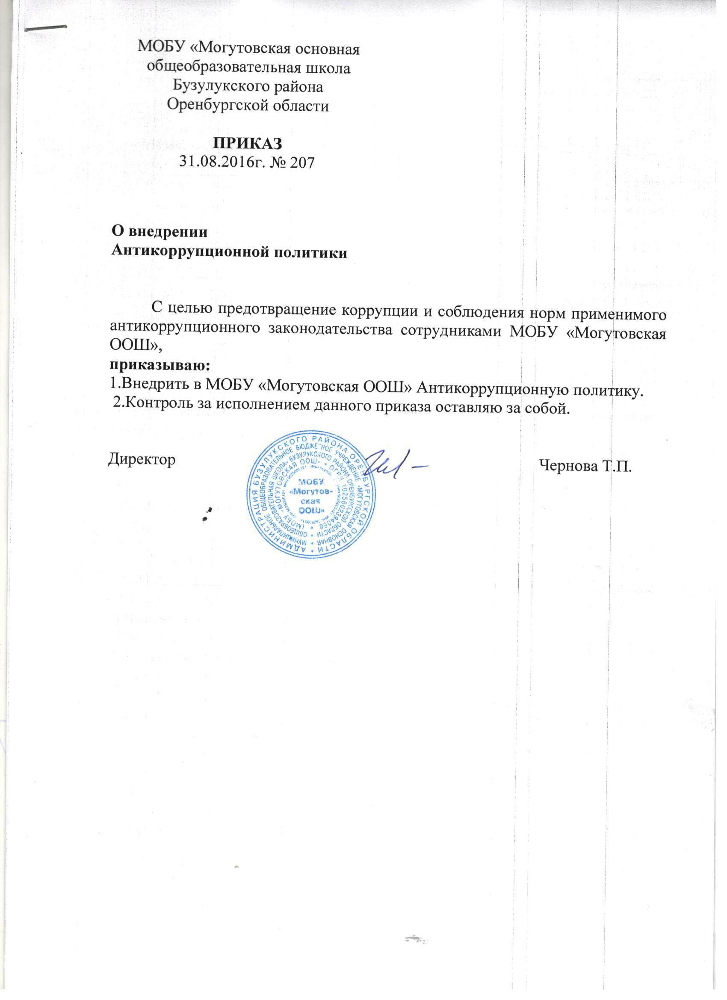 МОБУ «Могутовская основная
общеобразовательная школа
Бузулукского района
Оренбургской области
ПРИКАЗ
31.08.2016г. № 207
О внедрении
Антикоррупционной политики
С целью предотвращение коррупции и соблюдения норм применимого
антикоррупционного законодательства сотрудниками МОБУ «Могутовская
ООШ»,
приказываю:
1.Внедрить в МОБУ «Могутовская ООШ» Антикоррупционную политику.
2.Контроль за исполнением данного приказа оставляю за собой.
Директор
Чернова Т.П.
АДМИНИСТРАЦИЯ БУЗУЛУКСКОГО РАЙОНА ОРЕНБУРГСКОЙ ОБЛАСТИ
МУНИЦИПАЛЬНОЕ ОБЩЕОБРАЗОВАТЕЛЬНОЕ БЮДЖЕТНОЕ УЧРЕЖДЕНИЕ «МОГУТОВСКАЯ ОСНОВНАЯ
ОБЩЕОБРАЗОВАТЕЛЬНАЯ ШКОЛА» БУЗУЛУКСКОГО РАЙОНА ОРЕНБУРГСКОЙ ОБЛАСТИ
(МОБУ «МОГУТОВСКАЯ ООШ» • ОГРН 1025602394058
МОБУ
«Могутов-
ская
ООШ»